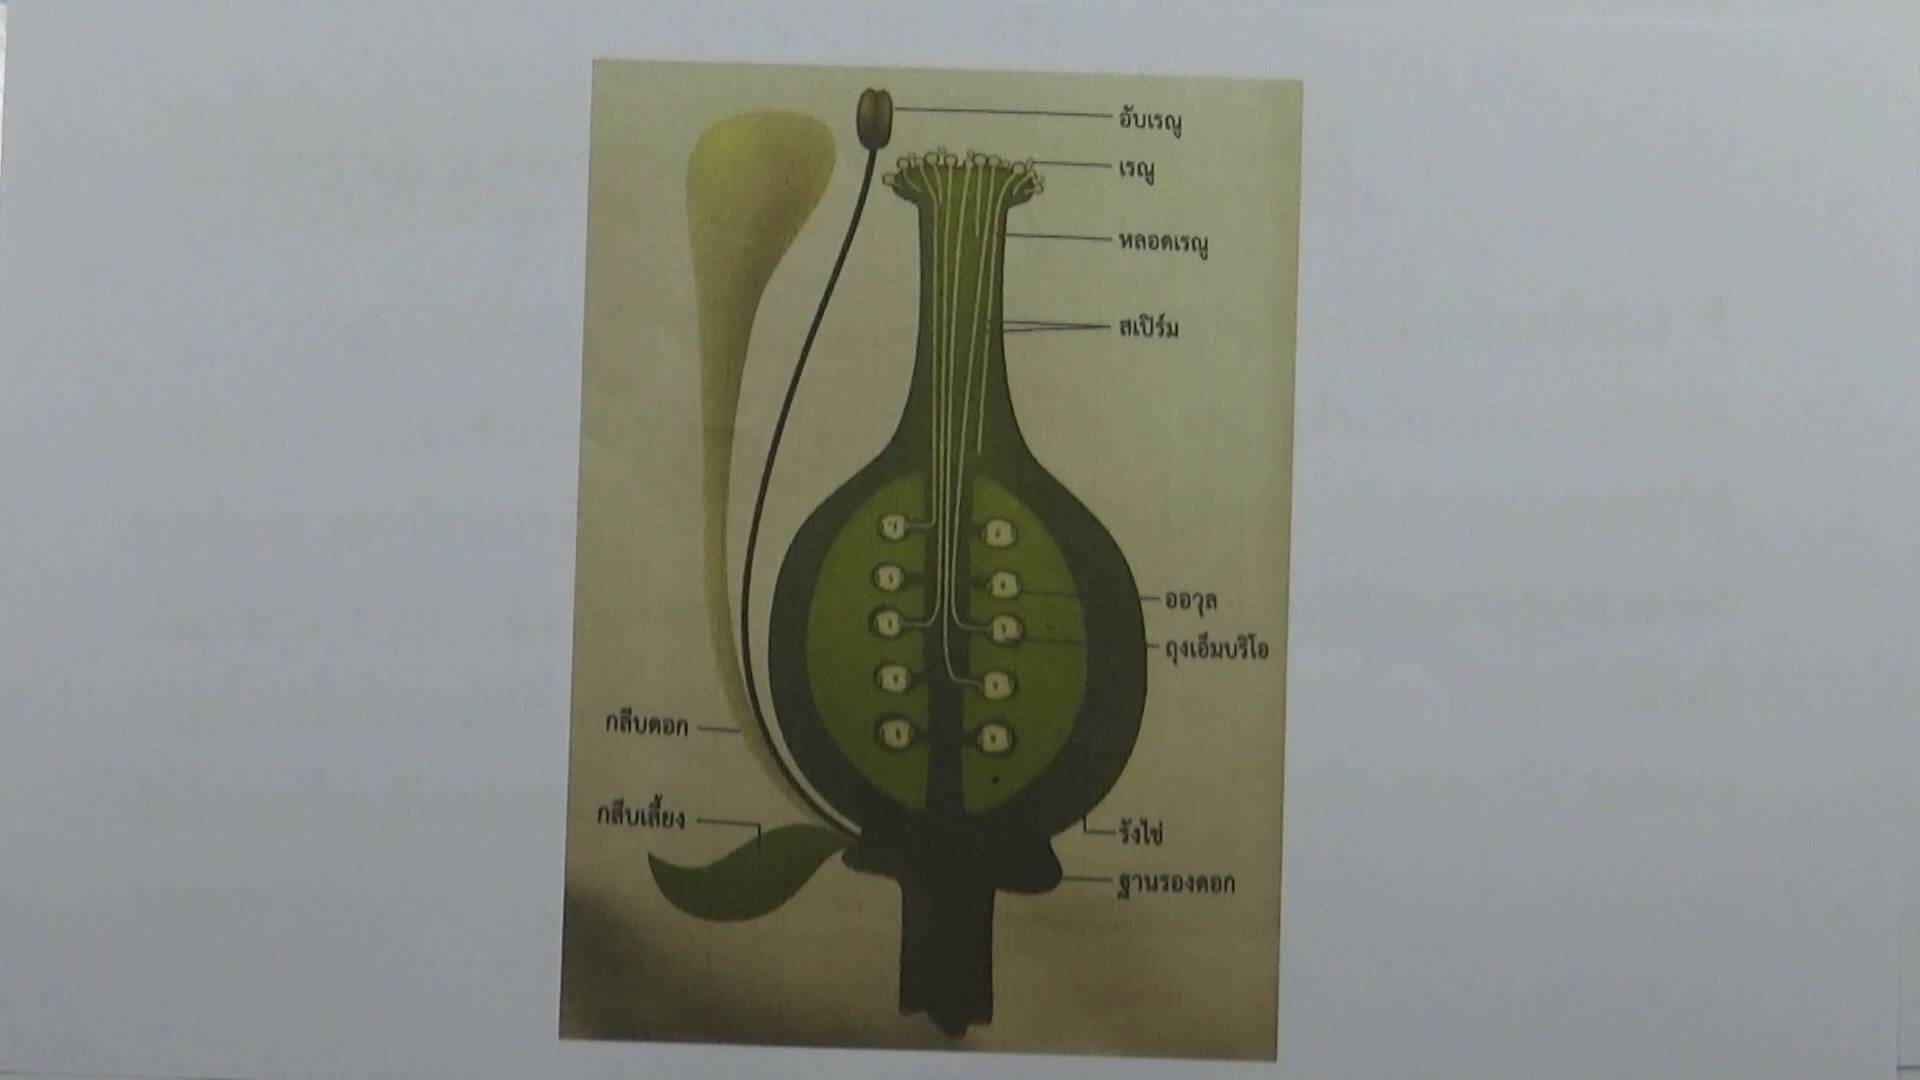 อับเรณู
เรณู
หลอดเรณู
สเปิร์ม
ออวุล
ถุงเอ็มบริโอ
กลีบดอก
กลีบเลี้ยง
รังไข่
ฐานรองดอก